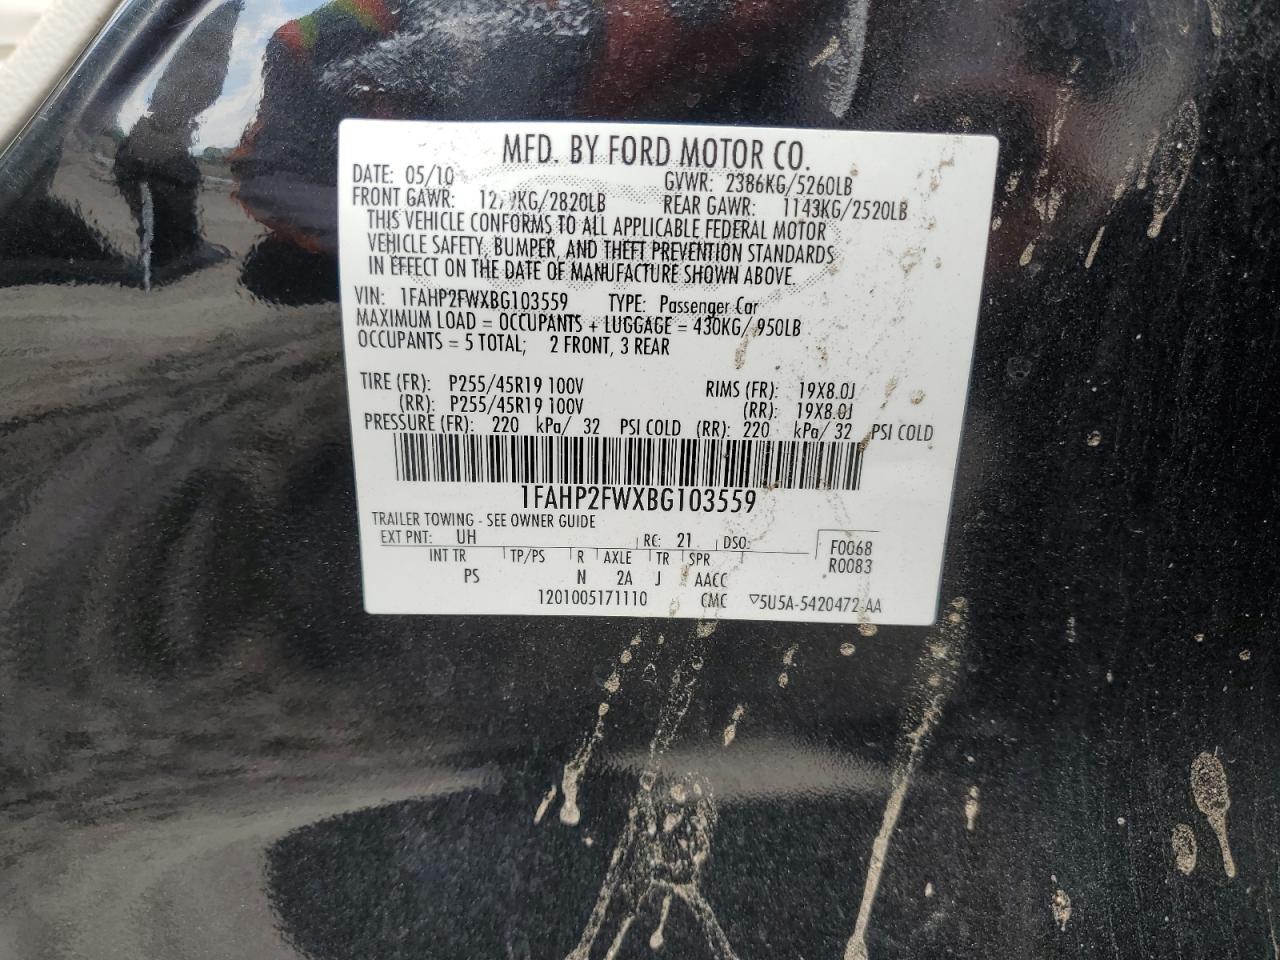 MFD. BY FORD MOTOR CO.
DATE: 05/10 GVWR: 2386KG/5260LB
FRONT GAWR: 1279KG/2820LB REAR GAWR: 1143KG/2520LB
THIS VEHICLE CONFORMS TO ALL APPLICABLE FEDERAL MOTOR
VEHICLE SAFETY, BUMPER, AND THEFT PREVENTION STANDARDS
IN EFFECT ON THE DATE OF MANUFACTURE SHOWN ABOVE.
VIN: 1FAHP2FWXBG103559 TYPE: Passenger Car
MAXIMUM LOAD = OCCUPANTS + LUGGAGE = 430KG/ 950LB
OCCUPANTS = 5 TOTAL; 2 FRONT, 3 REAR
TIRE (FR): P255/45R19 100V RIMS (FR): 19X8.0J
(RR): P255/45R19 100V (RR): 19X8.0J
PRESSURE (FR): 220 kPa/ 32 PSI COLD (RR): 220 kPa/ 32 PSI COLD
1FAHP2FWXBG103559
TRAILER TOWING - SEE OWNER GUIDE
EXT PNT: UH RC: 21 DSO: F0068
INT TR TP/PS R AXLE TR SPR R0083
PS N 2A J AACC
1201005171110 CMC ▽5U5A-5420472-AA